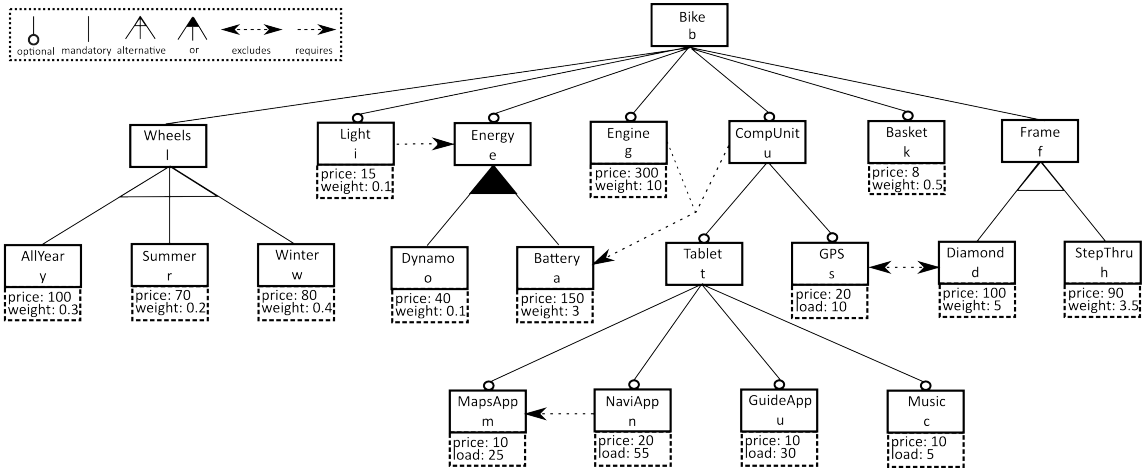 optional mandatory alternative or excludes requires
Bike
b
Wheels
l
Light
i
price: 15
weight: 0.1
Energy
e
Engine
g
price: 300
weight: 10
CompUnit
u
Basket
k
price: 8
weight: 0.5
Frame
f
AllYear
y
price: 100
weight: 0.3
Summer
r
price: 70
weight: 0.2
Winter
w
price: 80
weight: 0.4
Dynamo
o
price: 40
weight: 0.1
Battery
a
price: 150
weight: 3
Tablet
t
GPS
s
price: 20
load: 10
Diamond
d
price: 100
weight: 5
StepThru
h
price: 90
weight: 3.5
MapsApp
m
price: 10
load: 25
NaviApp
n
price: 20
load: 55
GuideApp
u
price: 10
load: 30
Music
c
price: 10
load: 5